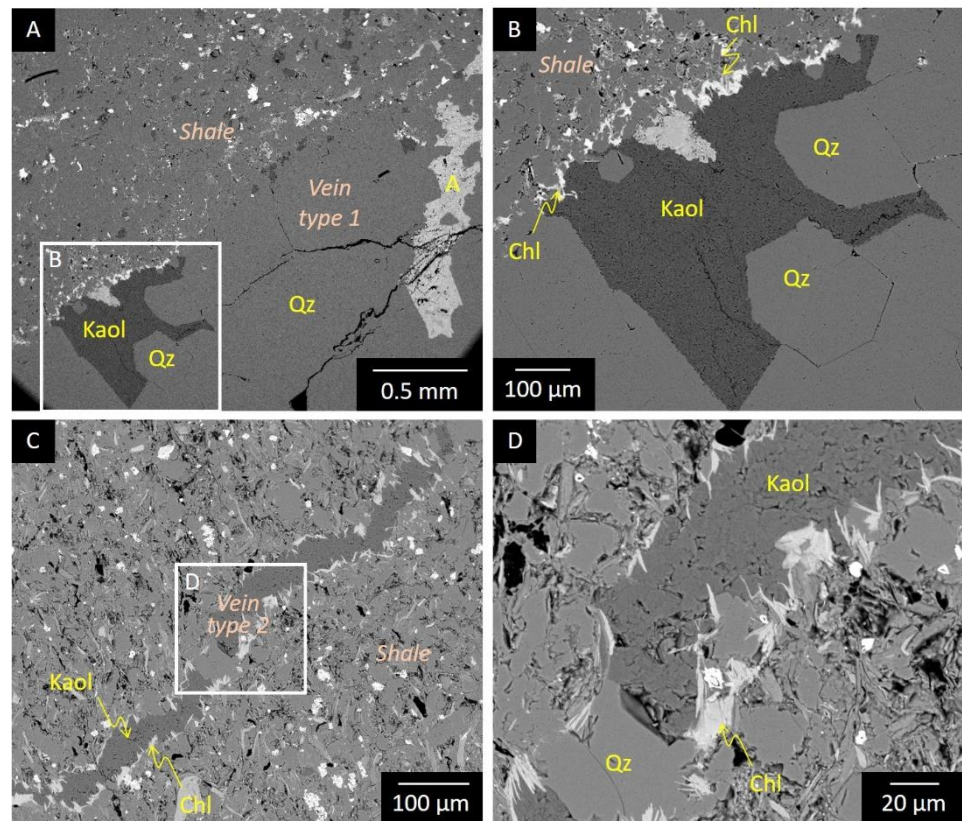 A
Shale
Vein
type 1
A
B
Kaol
Qz
Qz
0.5 mm
B
Chl
Shale
Qz
Kaol
Chl
Qz
100 µm
C
D
Vein
type 2
Shale
Kaol
Chl
100 µm
D
Kaol
Qz
Chl
20 µm